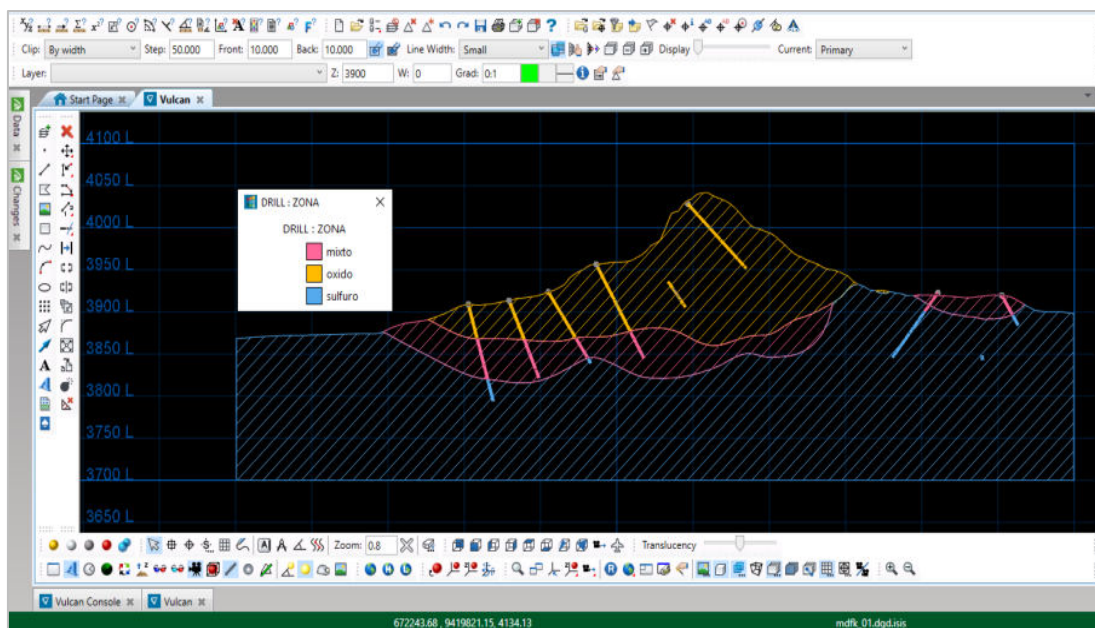 Clip: By width Step: 50.000 Front: 10.000 Back: 10.000 Line Width: Small Display Current: Primary
Layer: Z: 3900 W: 0 Grad: 0:1
Start Page Vulcan
Data
Changes
4100 L
4050 L
4000 L
3950 L
3900 L
3850 L
3800 L
3750 L
3700 L
3650 L
DRILL : ZONA
DRILL : ZONA
mixto
oxido
sulfuro
Zoom: 0.8 Translucency
Vulcan Console Vulcan
672243.68 , 9419821.15, 4134.13 mdfk_01.dgd.isis